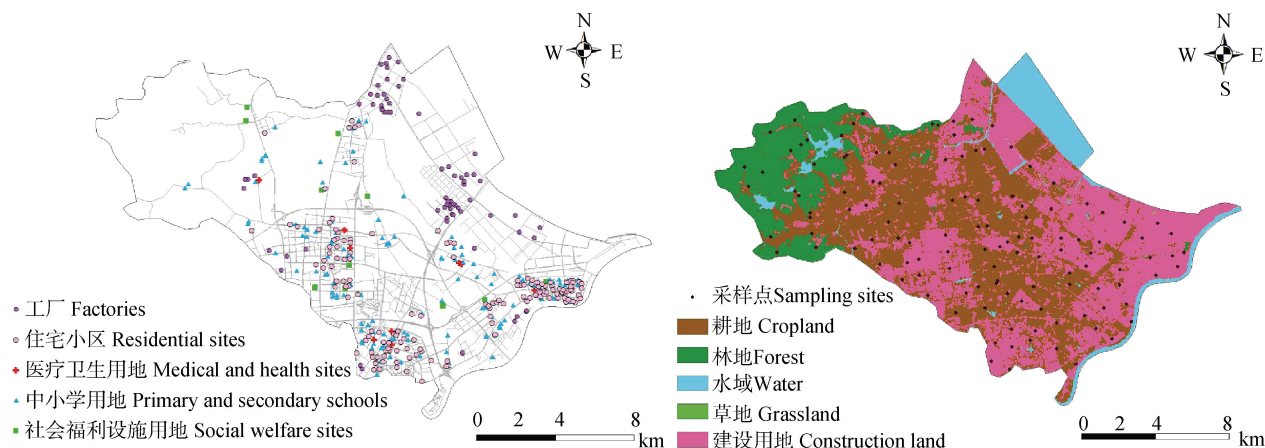 N
W E
S
工厂 Factories
住宅小区 Residential sites
医疗卫生用地 Medical and health sites
中小学用地 Primary and secondary schools
社会福利设施用地 Social welfare sites
0 4 8
km
N
W E
S
采样点Sampling sites
耕地 Cropland
林地Forest
水域Water
草地 Grassland
建设用地 Construction land
0 2 4 8
km